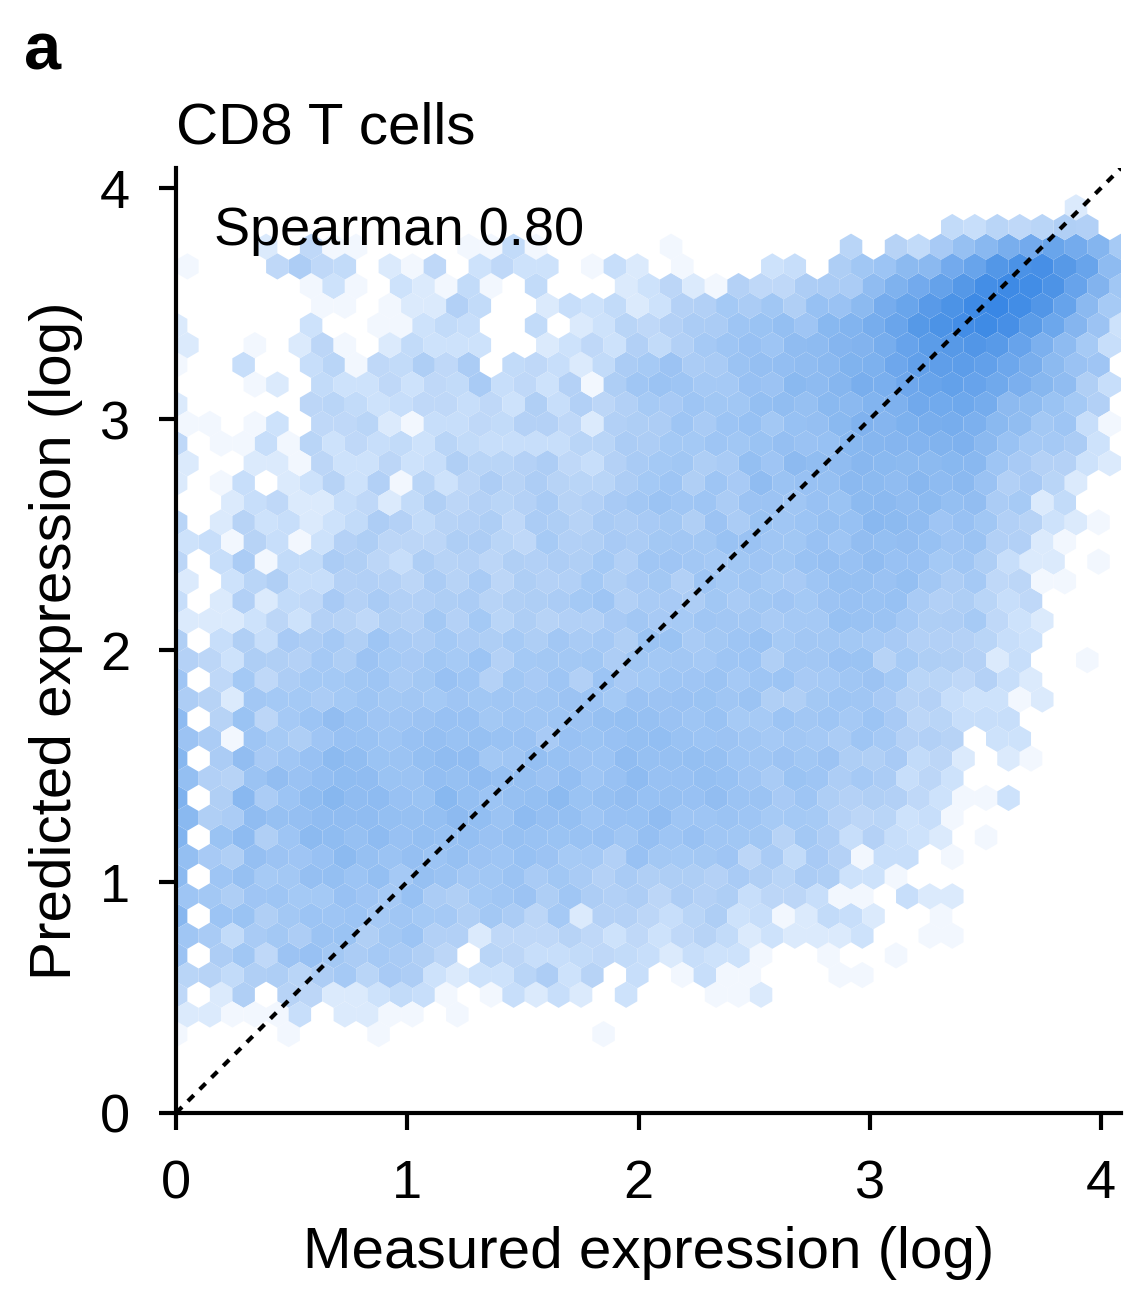 a
CD8 T cells
Spearman 0.80
4
3
2
1
0
Predicted expression (log)
0 1 2 3 4
Measured expression (log)